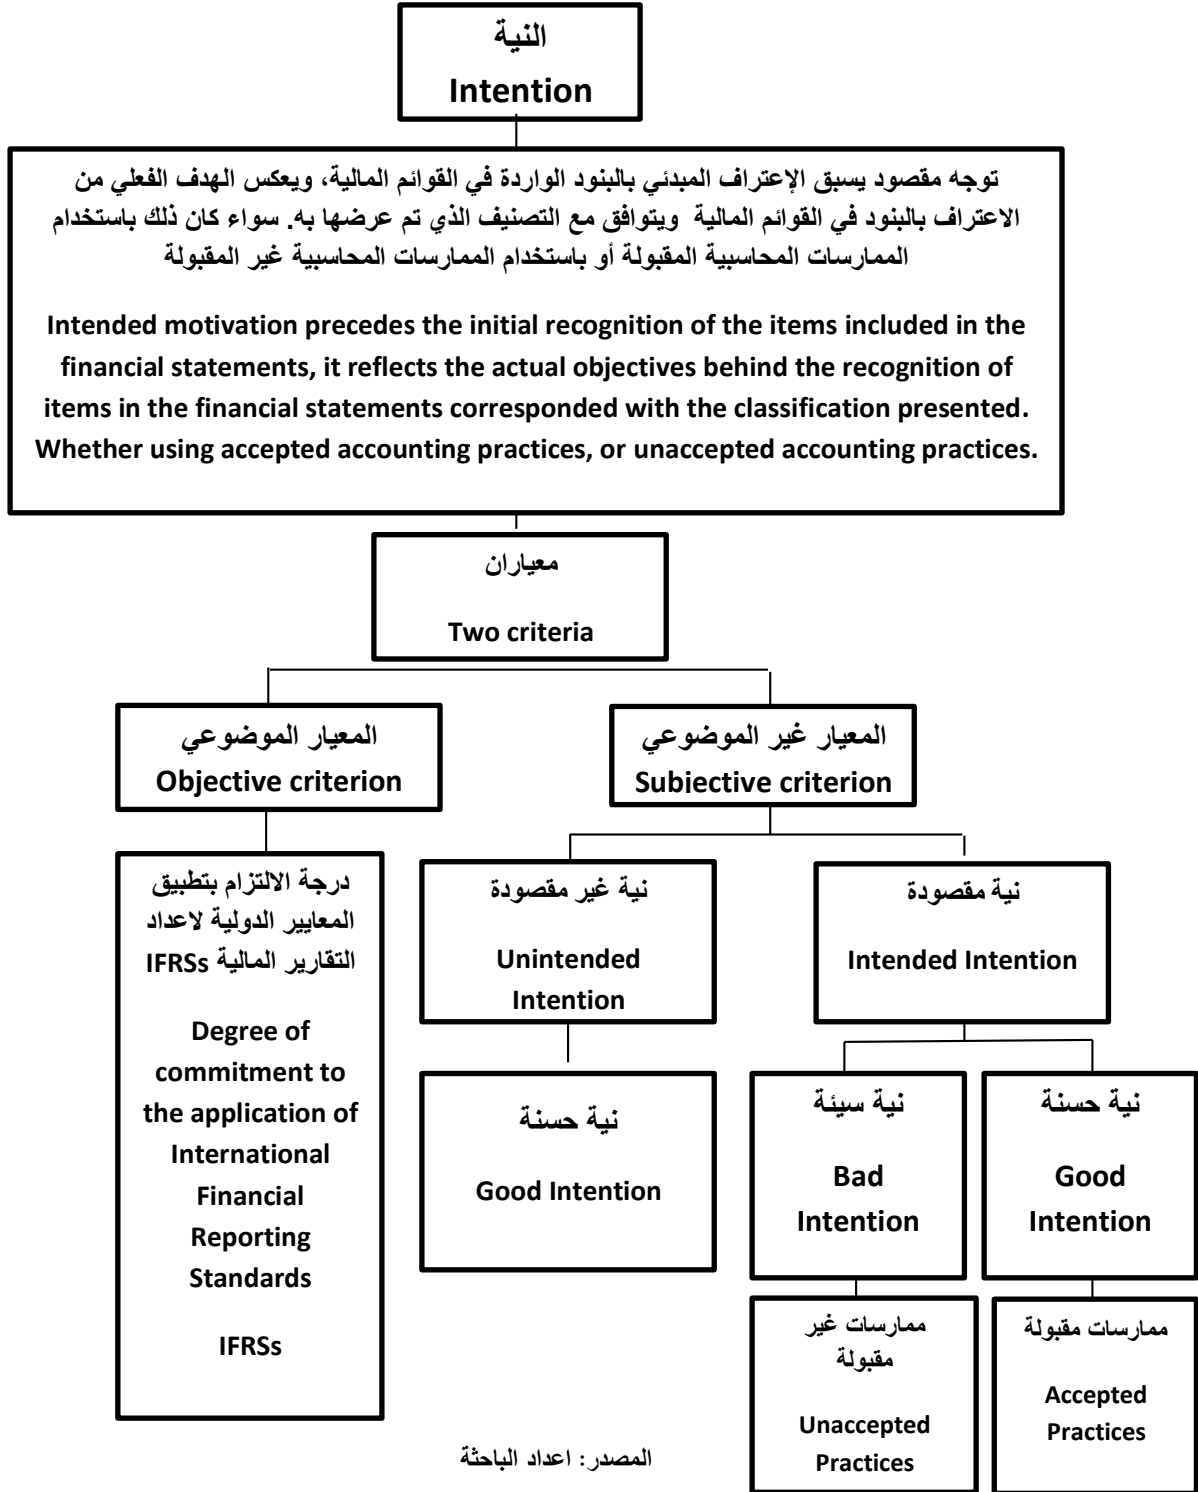 النية
Intention
توجه مقصود يسبق الإعتراف المبدئي بالبنود الواردة في القوائم المالية، ويعكس الهدف الفعلي من
الاعتراف بالبنود في القوائم المالية ويتوافق مع التصنيف الذي تم عرضها به. سواء كان ذلك باستخدام
الممارسات المحاسبية المقبولة أو باستخدام الممارسات المحاسبية غير المقبولة
Intended motivation precedes the initial recognition of the items included in the
financial statements, it reflects the actual objectives behind the recognition of
items in the financial statements corresponded with the classification presented.
Whether using accepted accounting practices, or unaccepted accounting practices.
معياران
Two criteria
المعيار الموضوعي
Objective criterion
المعيار غير الموضوعي
Subiective criterion
درجة الالتزام بتطبيق
المعايير الدولية لاعداد
التقارير المالية IFRSs
Degree of
commitment to
the application of
International
Financial
Reporting
Standards
IFRSs
نية غير مقصودة
Unintended
Intention
نية مقصودة
Intended Intention
نية حسنة
Good Intention
نية سيئة
Bad
Intention
نية حسنة
Good
Intention
ممارسات غير
مقبولة
Unaccepted
Practices
ممارسات مقبولة
Accepted
Practices
المصدر: اعداد الباحثة